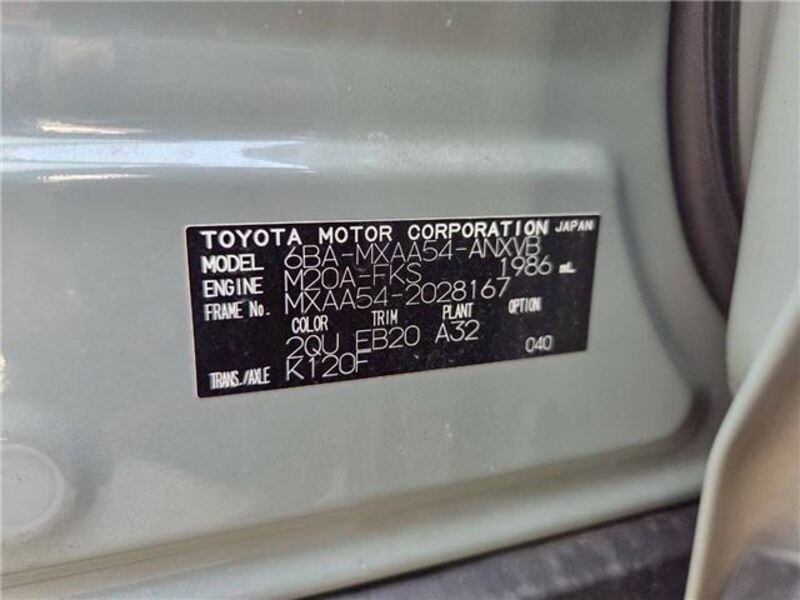 TOYOTA MOTOR CORPORATION JAPAN
MODEL 6BA-MXAA54-ANXVB
ENGINE M20A-FKS 1986 mL
FRAME No. MXAA54-2028167
COLOR TRIM PLANT OPTION
2QU EB20 A32 040
TRANS./AXLE K120F